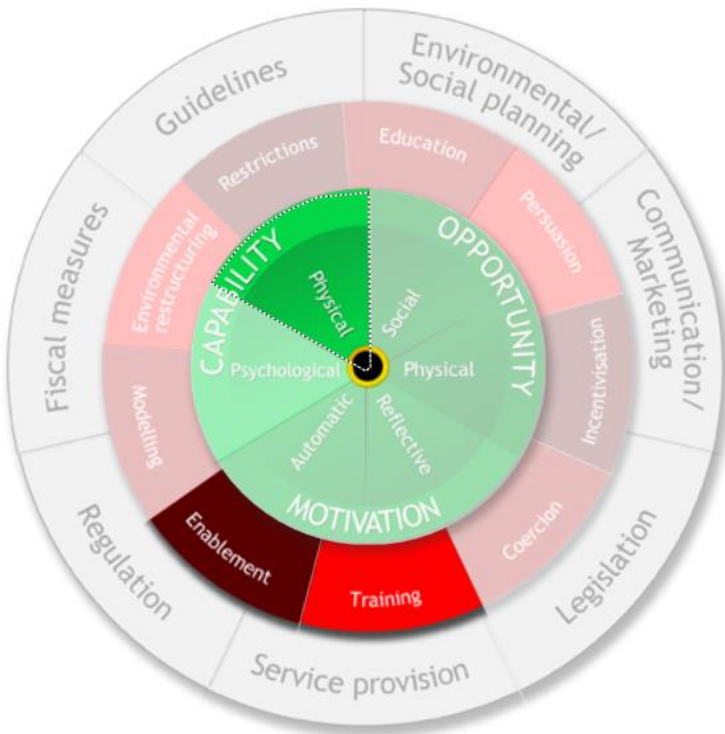 Guidelines
Environmental/
Social planning
Communication/
Marketing
Legislation
Service provision
Regulation
Fiscal measures
Restrictions
Education
Persuasion
Incentivisation
Coercion
Training
Enablement
Modelling
Environmental
restructuring
CAPABILITY
OPPORTUNITY
MOTIVATION
Physical
Social
Psychological
Physical
Automatic
Reflective